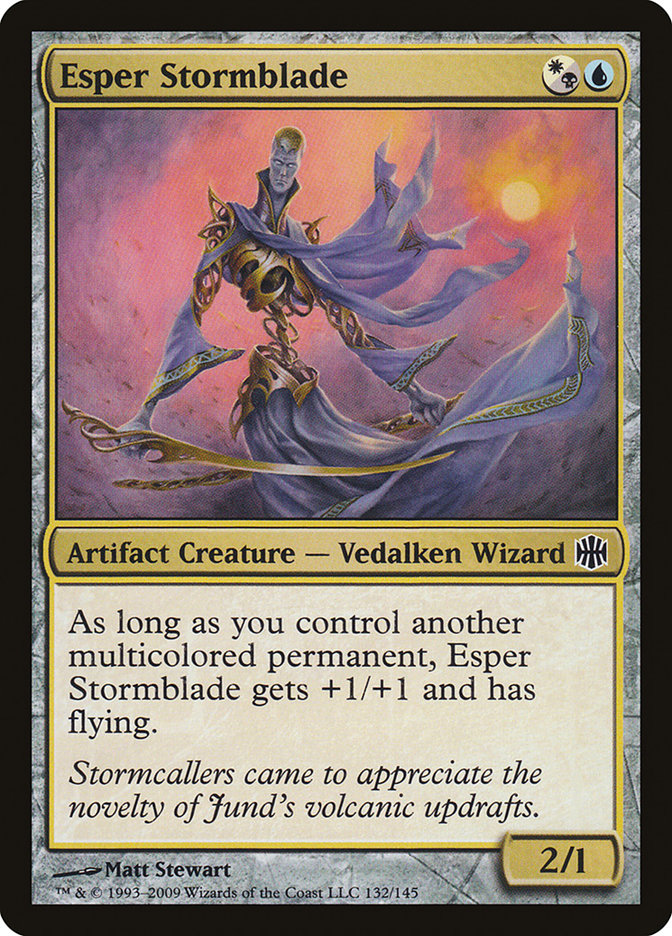 Esper Stormblade
Artifact Creature — Vedalken Wizard
As long as you control another
multicolored permanent, Esper
Stormblade gets +1/+1 and has
flying.
Stormcallers came to appreciate the
novelty of Jund's volcanic updrafts.
2/1
Matt Stewart
™ & © 1993–2009 Wizards of the Coast LLC 132/145